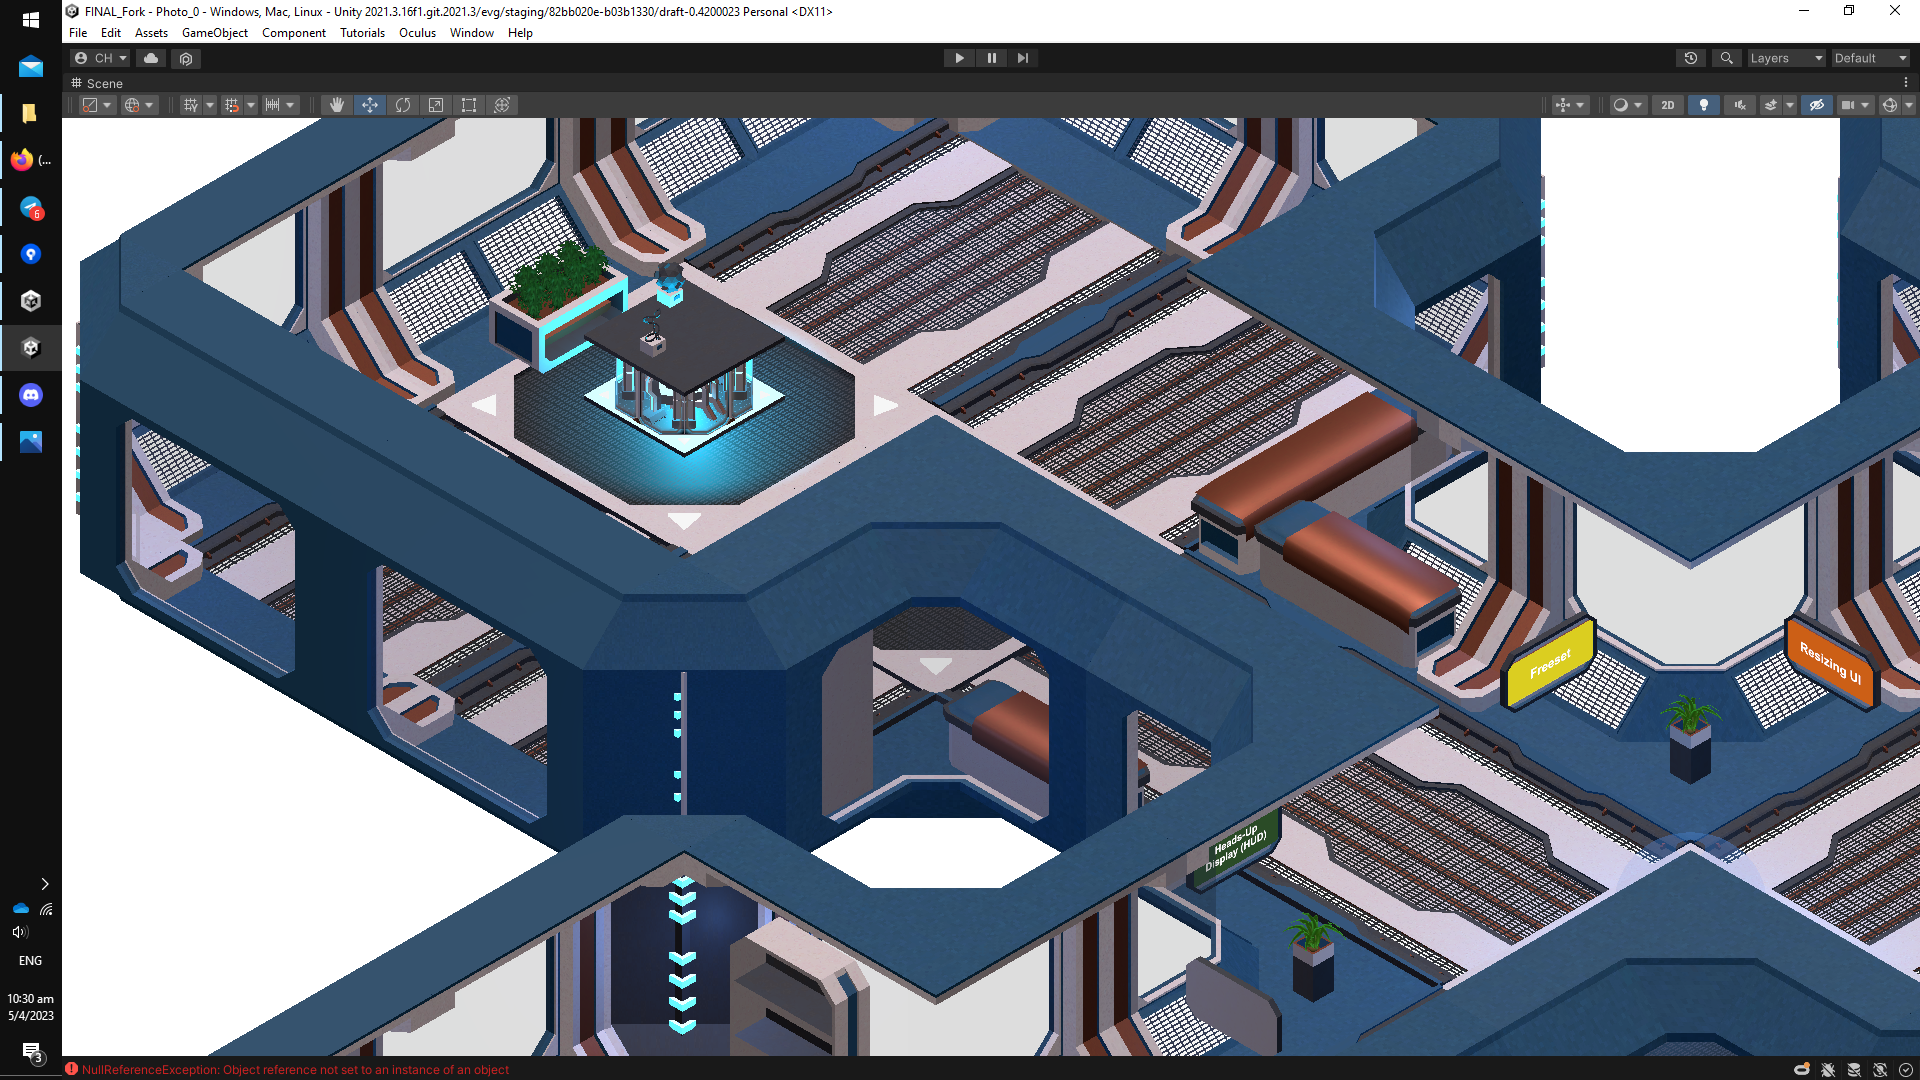 FINAL_Fork - Photo_0 - Windows, Mac, Linux - Unity 2021.3.16f1.git.2021.3/evg/staging/82bb020e-b03b1330/draft-0.4200023 Personal <DX11>
File Edit Assets GameObject Component Tutorials Oculus Window Help
CH
Layers
Default
Scene
2D
(...
6
Freeset
Resizing UI
Heads-Up
Display (HUD)
ENG
10:30 am
5/4/2023
3
NullReferenceException: Object reference not set to an instance of an object